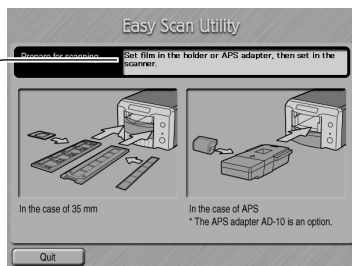 Easy Scan Utility
Prepare for scanning
Set film in the holder or APS adapter, then set in the
scanner.
In the case of 35 mm
In the case of APS
* The APS adapter AD-10 is an option.
Quit